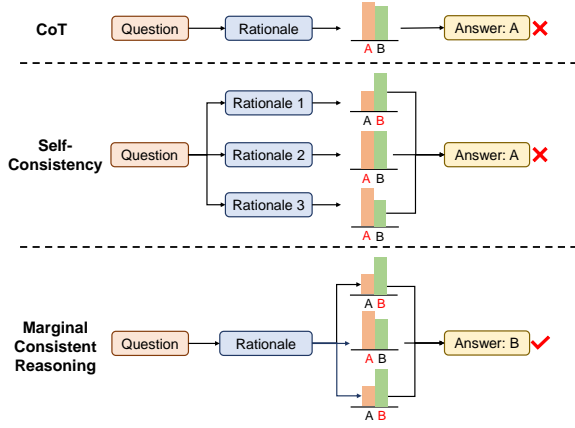 CoT
Question
Rationale
A B
Answer: A
Self-
Consistency
Question
Rationale 1
A B
Rationale 2
A B
Rationale 3
A B
Answer: A
Marginal
Consistent
Reasoning
Question
Rationale
A B
A B
A B
Answer: B